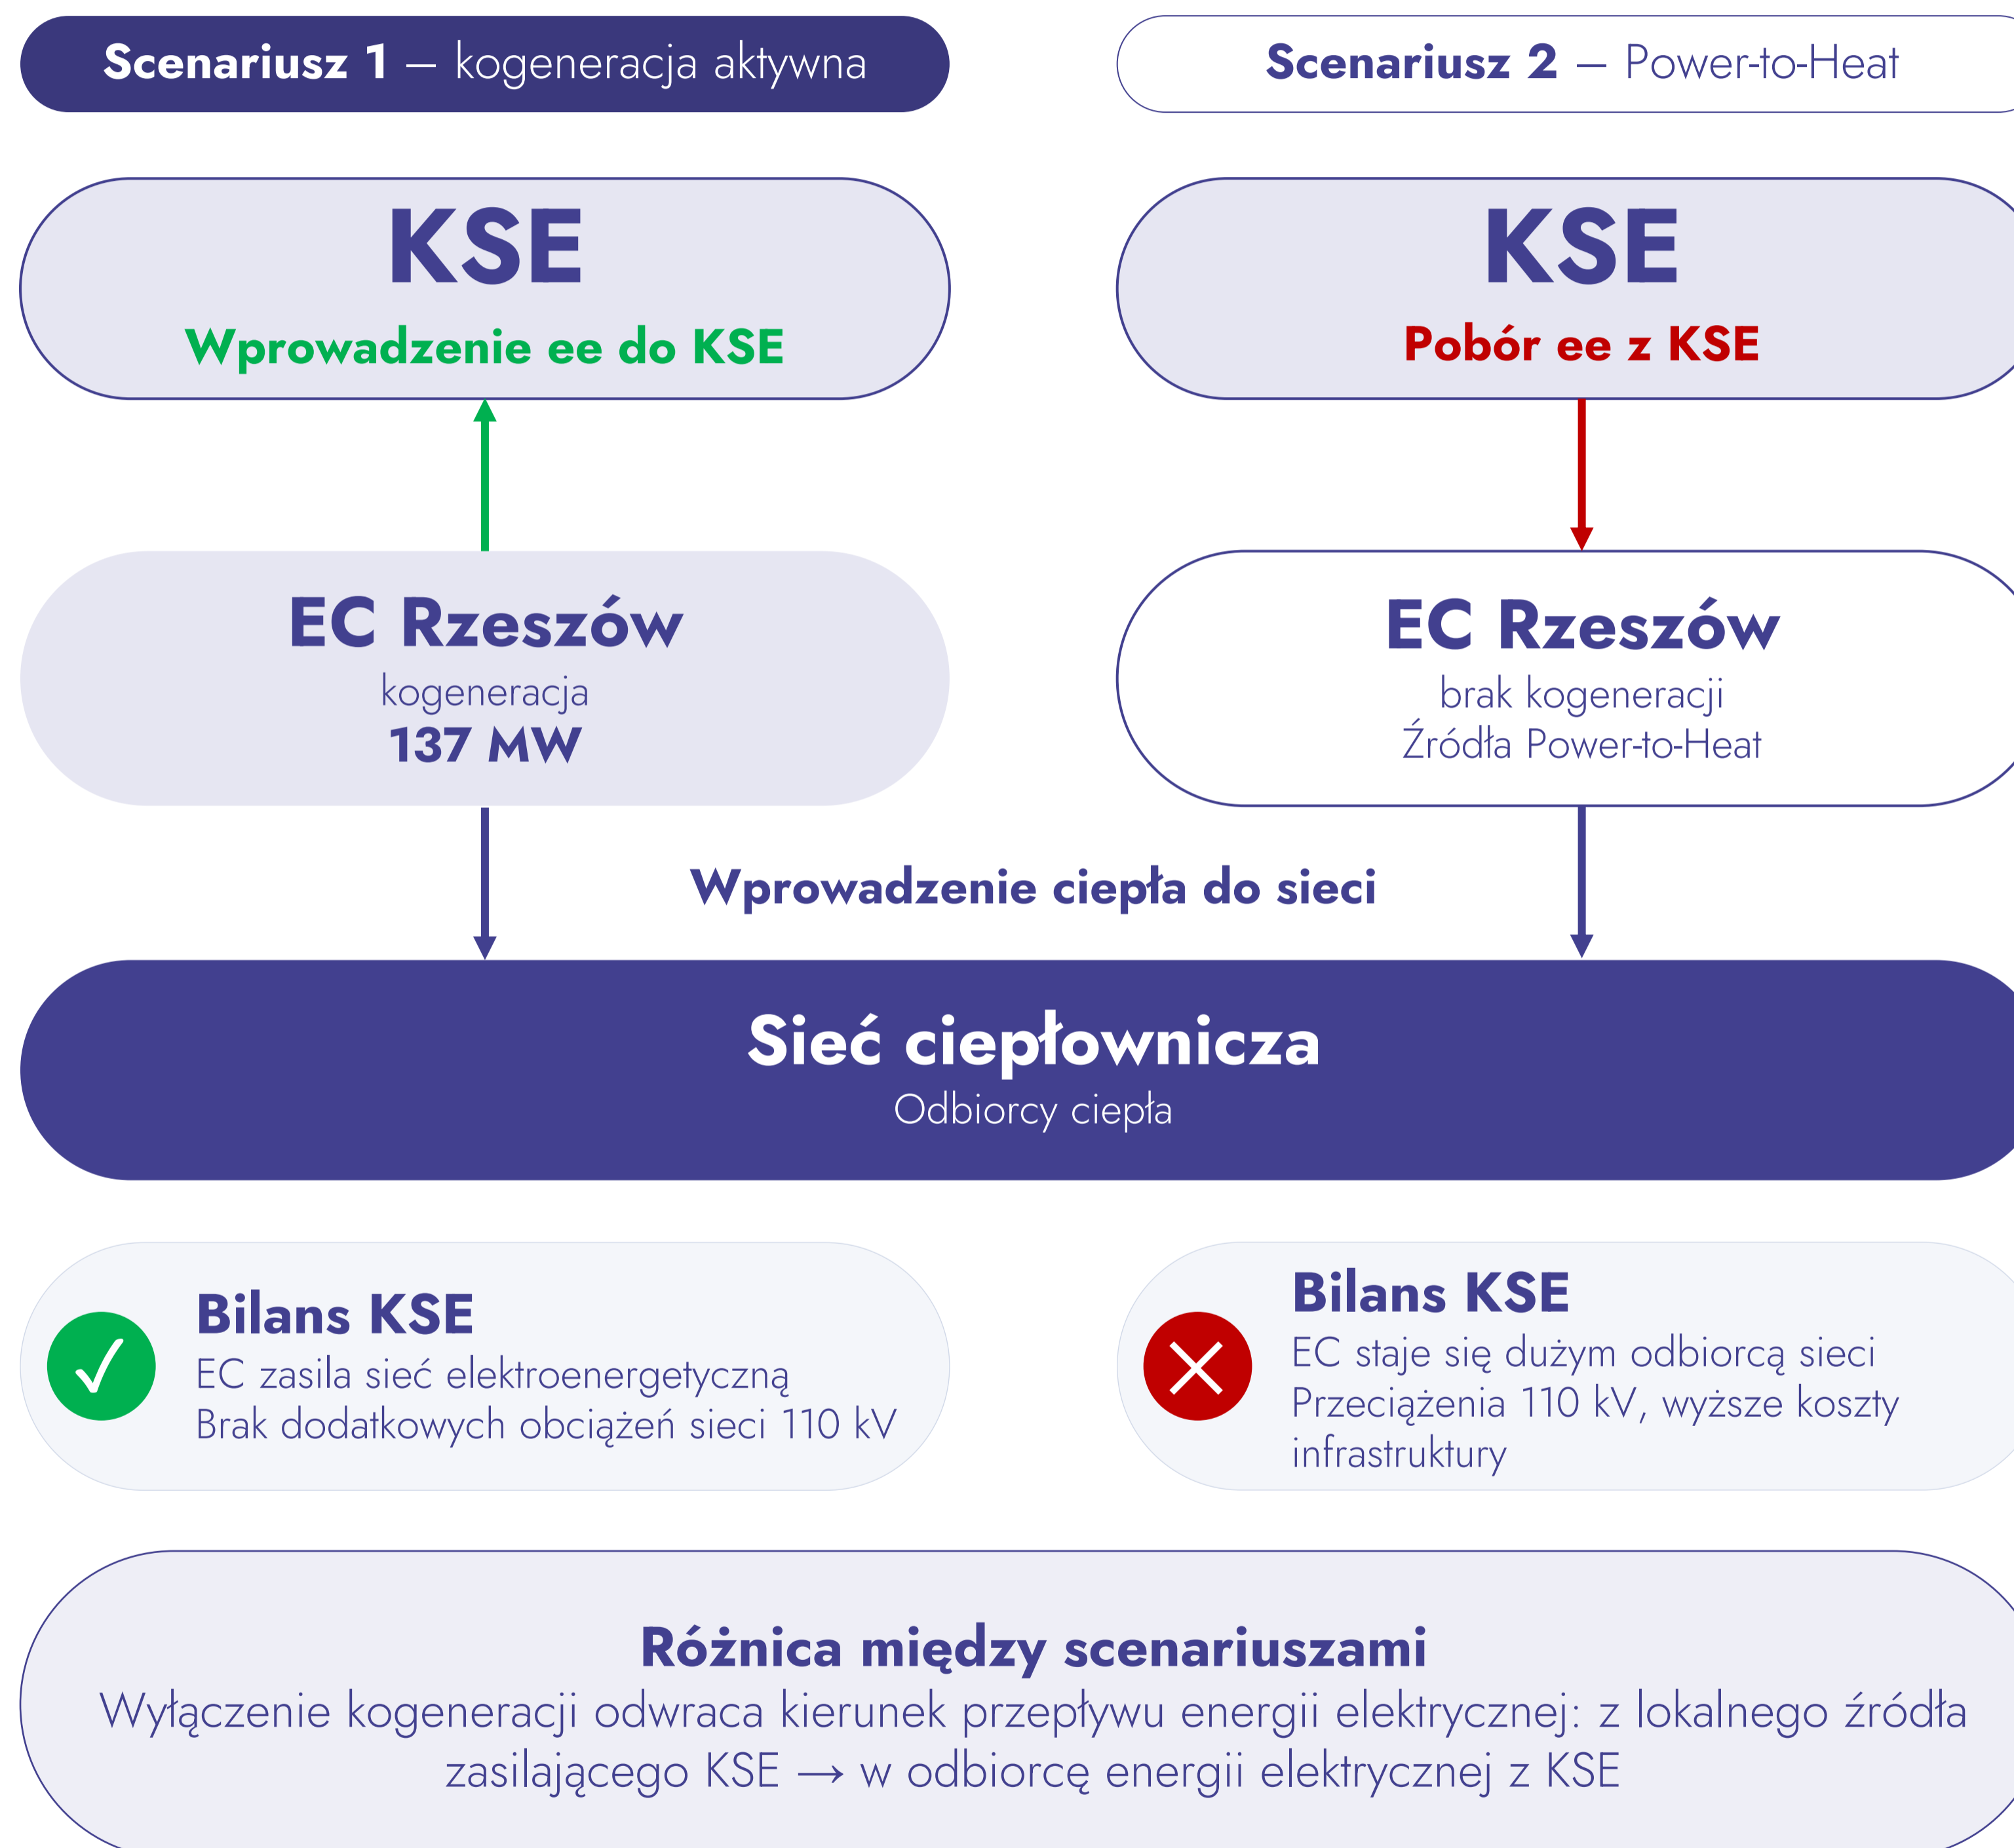 Scenariusz 1 – kogeneracja aktywna
Scenariusz 2 – Power-to-Heat
KSE
Wprowadzenie ee do KSE
KSE
Pobór ee z KSE
EC Rzeszów
kogeneracja
137 MW
EC Rzeszów
brak kogeneracji
Źródła Power-to-Heat
Wprowadzenie ciepła do sieci
Sieć ciepłownicza
Odbiorcy ciepła
Bilans KSE
EC zasila sieć elektroenergetyczną
Brak dodatkowych obciążeń sieci 110 kV
Bilans KSE
EC staje się dużym odbiorcą sieci
Przeciążenia 110 kV, wyższe koszty
infrastruktury
Różnica między scenariuszami
Wyłączenie kogeneracji odwraca kierunek przepływu energii elektrycznej: z lokalnego źródła
zasilającego KSE → w odbiorcę energii elektrycznej z KSE